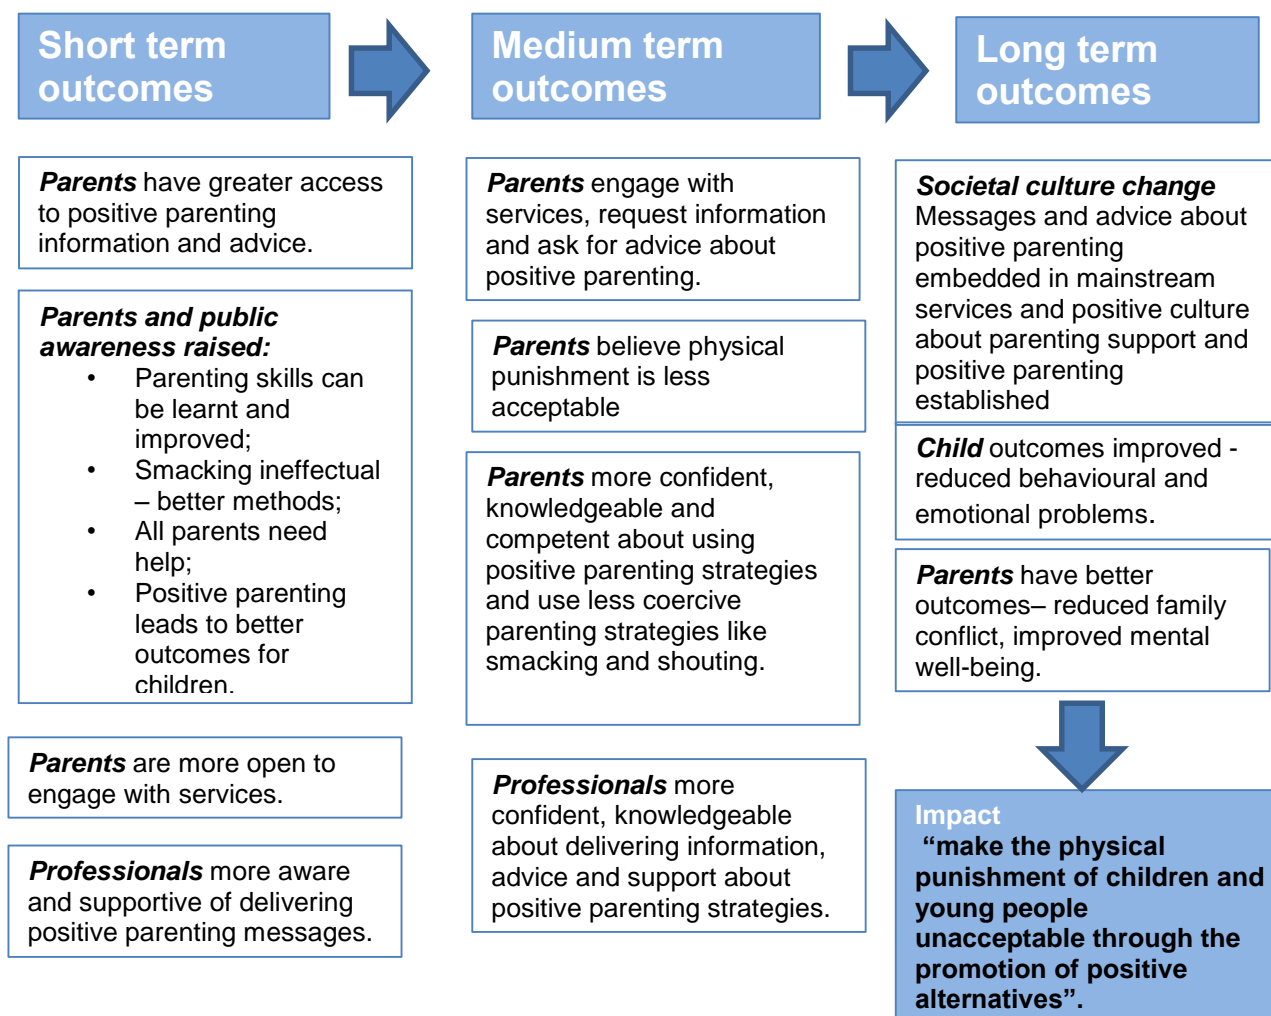 Short term
outcomes
Parents have greater access
to positive parenting
information and advice.
Parents and public
awareness raised:
• Parenting skills can
be learnt and
improved;
• Smacking ineffectual
– better methods;
• All parents need
help;
• Positive parenting
leads to better
outcomes for
children.
Parents are more open to
engage with services.
Professionals more aware
and supportive of delivering
positive parenting messages.
Medium term
outcomes
Parents engage with
services, request information
and ask for advice about
positive parenting.
Parents believe physical
punishment is less
acceptable
Parents more confident,
knowledgeable and
competent about using
positive parenting strategies
and use less coercive
parenting strategies like
smacking and shouting.
Professionals more
confident, knowledgeable
about delivering information,
advice and support about
positive parenting strategies.
Long term
outcomes
Societal culture change
Messages and advice about
positive parenting
embedded in mainstream
services and positive culture
about parenting support and
positive parenting
established
Child outcomes improved -
reduced behavioural and
emotional problems.
Parents have better
outcomes– reduced family
conflict, improved mental
well-being.
Impact
“make the physical
punishment of children and
young people
unacceptable through the
promotion of positive
alternatives”.